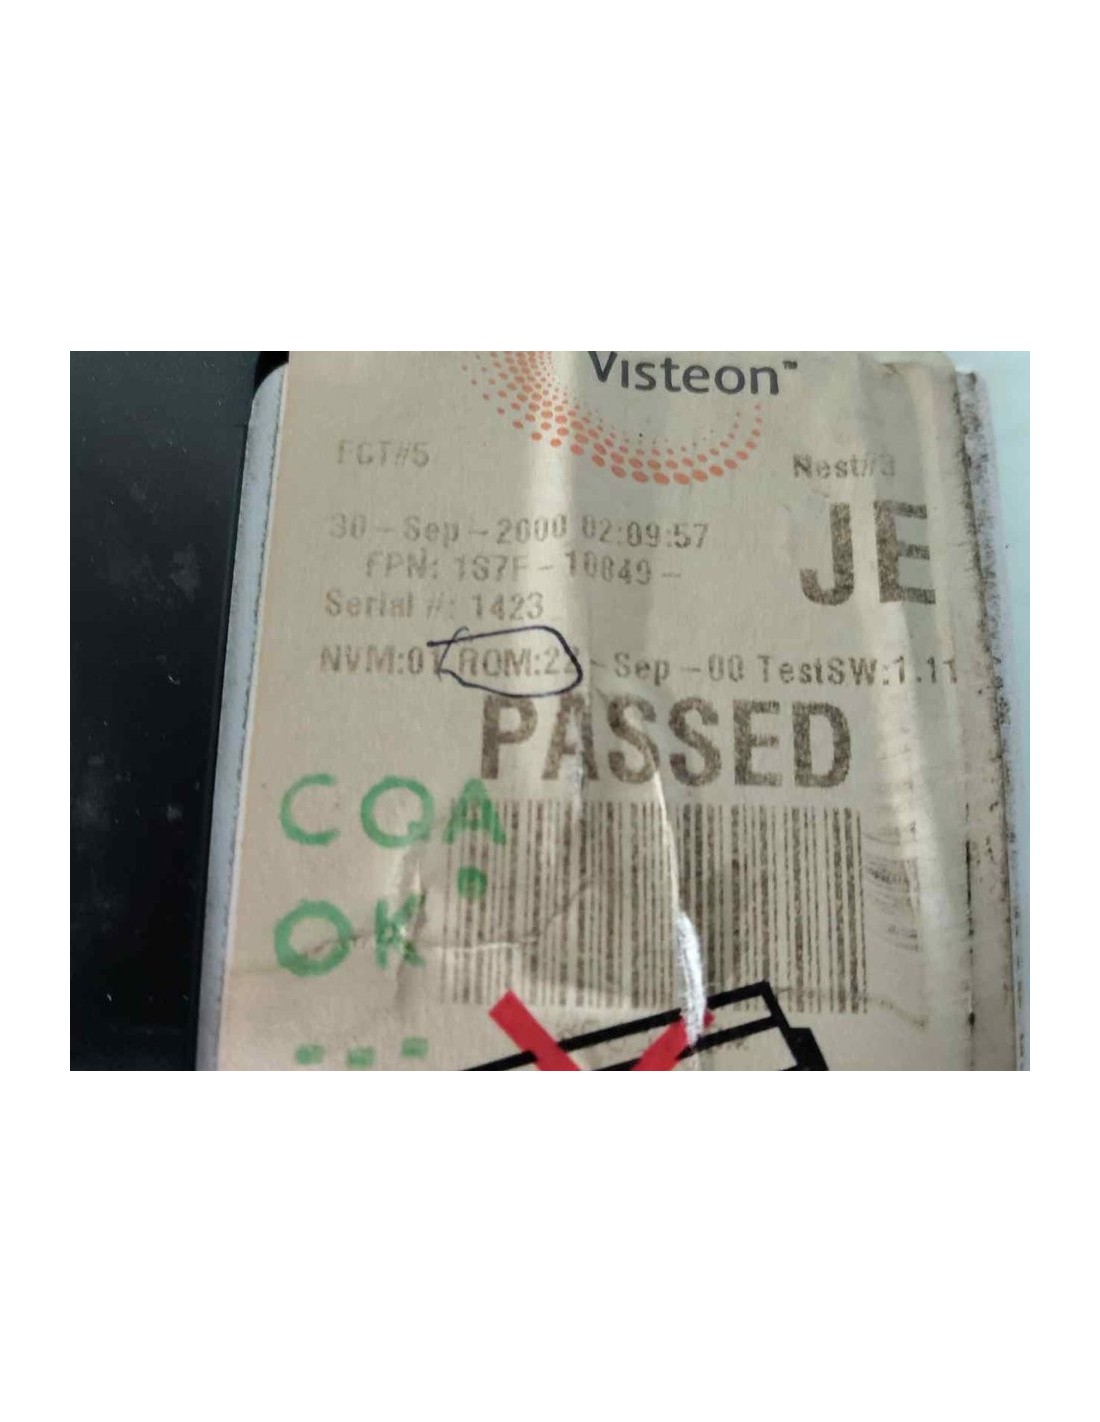 Visteon™
FCT#5 Nest#3
JE
30-Sep-2000 02:09:57
FPN: 1S7F-10849-
Serial #: 1423
NVM:01 ROM:22-Sep-00 TestSW:1.11
PASSED
CQA
OK